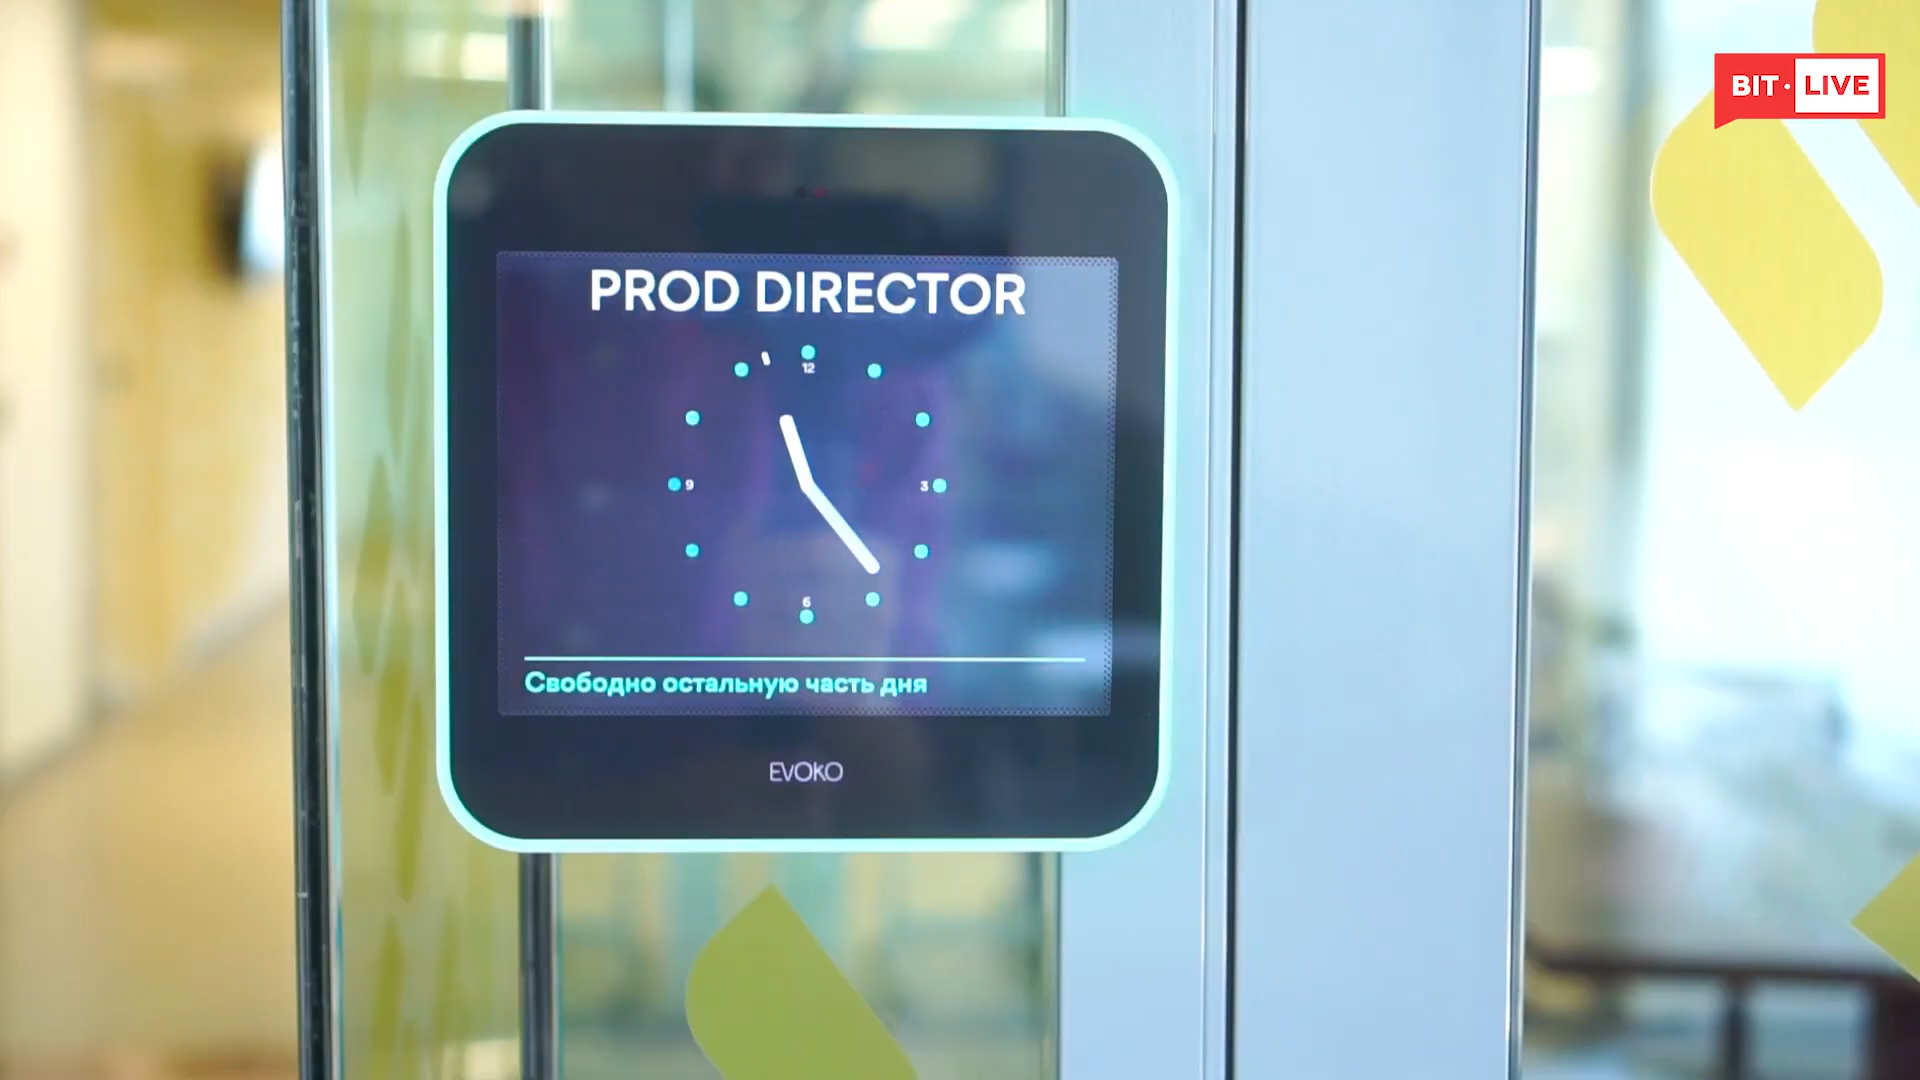 BIT · LIVE
PROD DIRECTOR
12
9
3
6
Свободно остальную часть дня
EVOKO